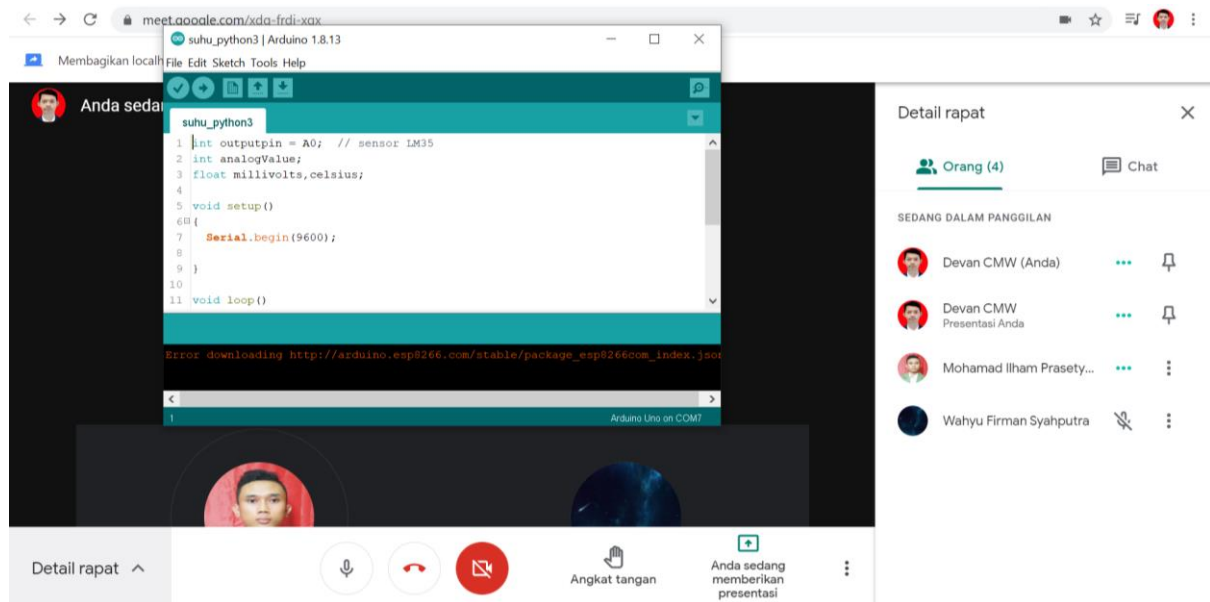 meet.google.com/xdg-frdi-xgx
suhu_python3 | Arduino 1.8.13
Membagikan localh
File Edit Sketch Tools Help
Anda sedan
suhu_python3
1 int outputpin = A0;  // sensor LM35
2 int analogValue;
3 float millivolts,celsius;
4
5 void setup()
6 {
7 Serial.begin(9600);
8
9 }
10
11 void loop()
Error downloading http://arduino.esp8266.com/stable/package_esp8266com_index.json
1
Arduino Uno on COM7
Detail rapat
Orang (4)
Chat
SEDANG DALAM PANGGILAN
Devan CMW (Anda)
Devan CMW
Presentasi Anda
Mohamad Ilham Prasety...
Wahyu Firman Syahputra
Detail rapat
Angkat tangan
Anda sedang
memberikan
presentasi